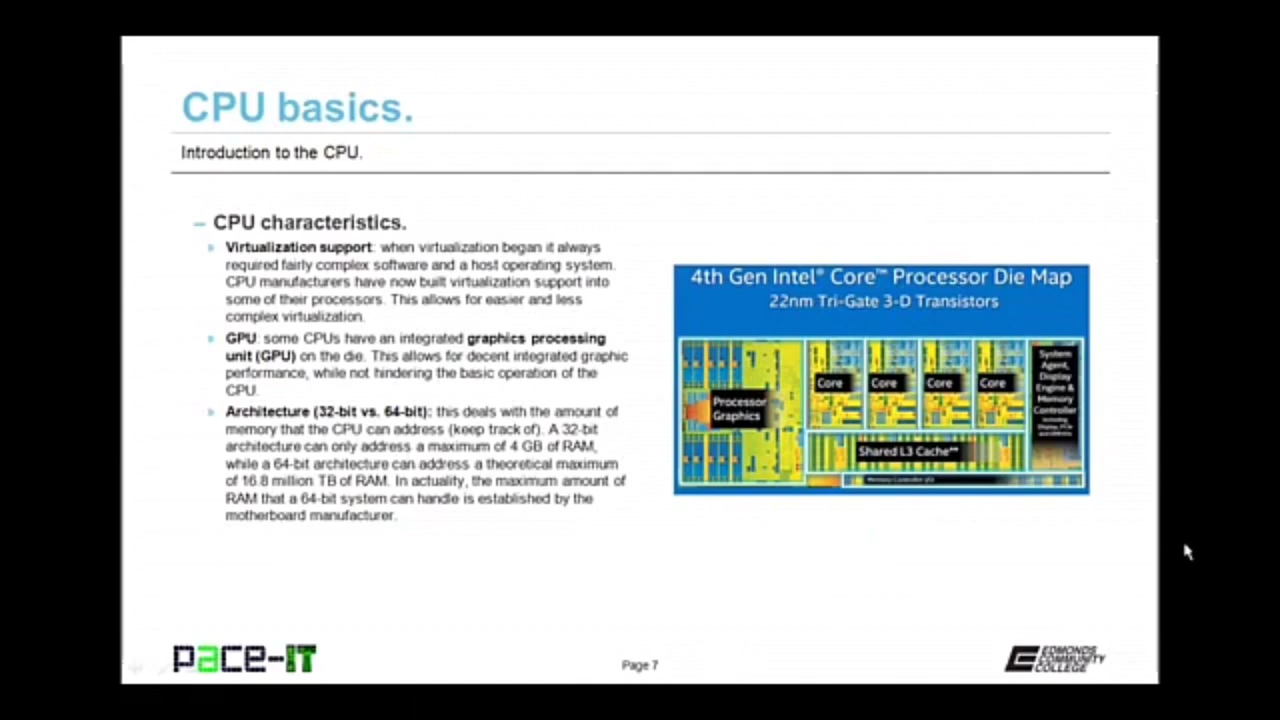 CPU basics.
Introduction to the CPU.
– CPU characteristics.
» Virtualization support: when virtualization began it always
required fairly complex software and a host operating system.
CPU manufacturers have now built virtualization support into
some of their processors. This allows for easier and less
complex virtualization.
» GPU: some CPUs have an integrated graphics processing
unit (GPU) on the die. This allows for decent integrated graphic
performance, while not hindering the basic operation of the
CPU.
» Architecture (32-bit vs. 64-bit): this deals with the amount of
memory that the CPU can address (keep track of). A 32-bit
architecture can only address a maximum of 4 GB of RAM,
while a 64-bit architecture can address a theoretical maximum
of 16.8 million TB of RAM. In actuality, the maximum amount of
RAM that a 64-bit system can handle is established by the
motherboard manufacturer.
4th Gen Intel® Core™ Processor Die Map
22nm Tri-Gate 3-D Transistors
Processor
Graphics
Core
Core
Core
Core
System
Agent,
Display
Engine &
Memory
Controller
Shared L3 Cache**
Memory Controller I/O
pace-IT
Page 7
EDMONDS
COMMUNITY
COLLEGE